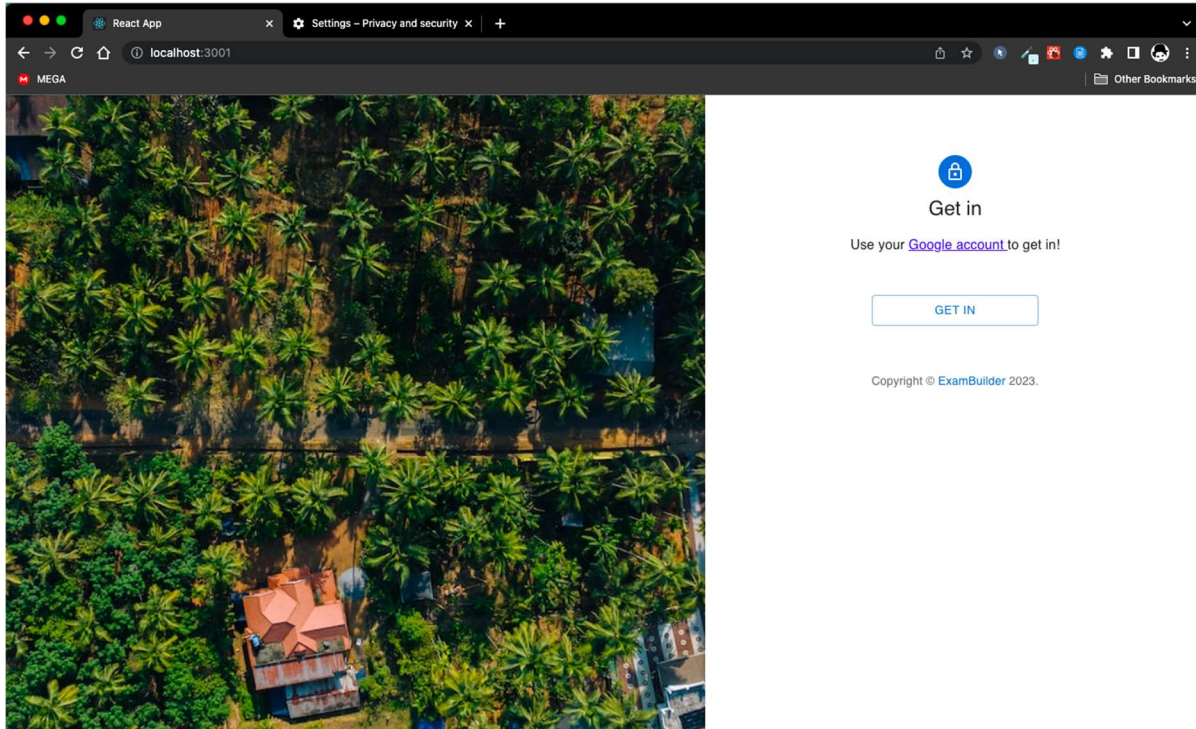 React App
Settings – Privacy and security
localhost:3001
MEGA
Other Bookmarks
Get in
Use your Google account to get in!
GET IN
Copyright © ExamBuilder 2023.